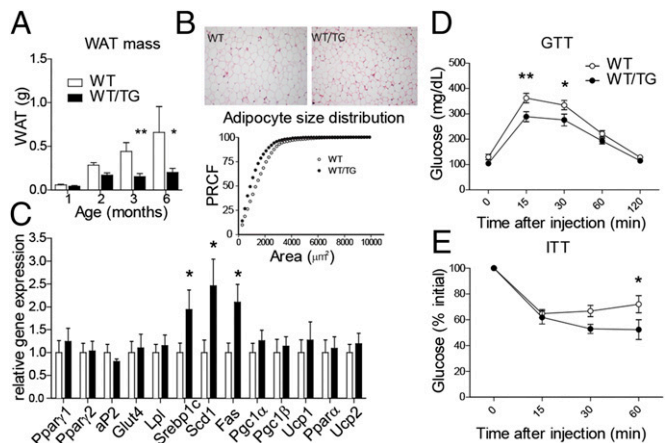 A
WAT mass
WT
WT/TG
WAT (g)
1.5
1.0
0.5
0.0
**
*
1 2 3 6
Age (months)
B
WT
WT/TG
Adipocyte size distribution
PRCF
100
75
50
25
0
WT
WT/TG
0 2000 4000 6000 8000 10000
Area (μm²)
C
relative gene expression
3.5
3.0
2.5
2.0
1.5
1.0
0.5
0.0
* * *
Pparγ1 Pparγ2 aP2 Glut4 Lpl Srebp1c Scd1 Fas Pgc1α Pgc1β Ucp1 Pparα Ucp2
D
GTT
WT
WT/TG
Glucose (mg/dL)
500
400
300
200
100
** *
0 15 30 60 120
Time after injection (min)
E
ITT
Glucose (% initial)
100
80
60
40
20
0
*
0 15 30 60
Time after injection (min)